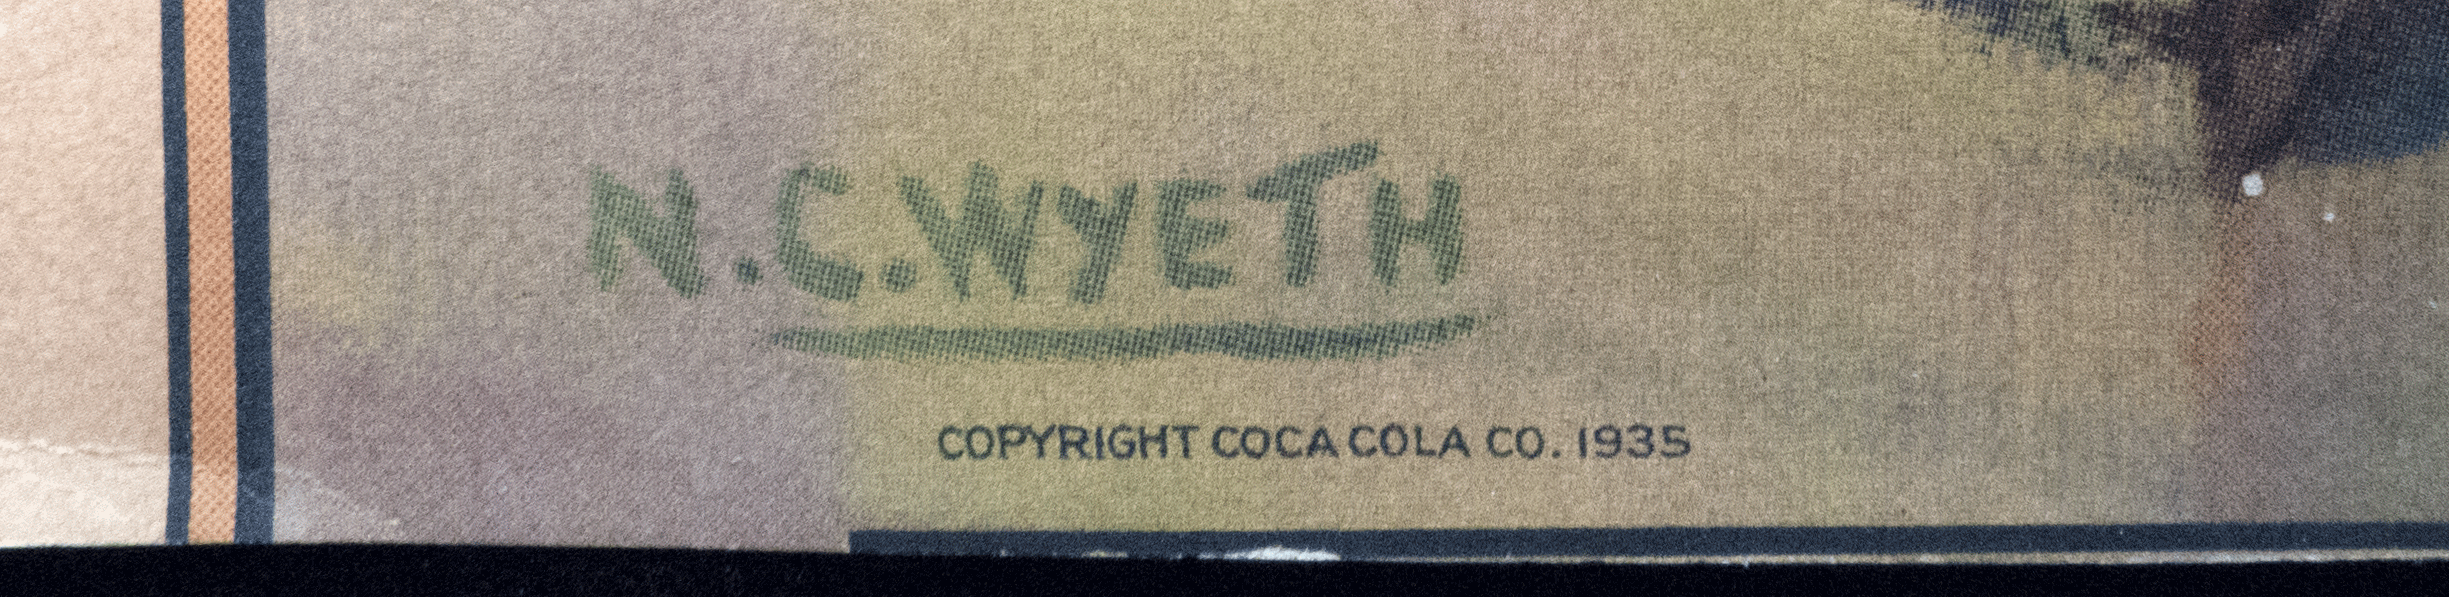 N.C.WYETH
COPYRIGHT COCA COLA CO. 1935